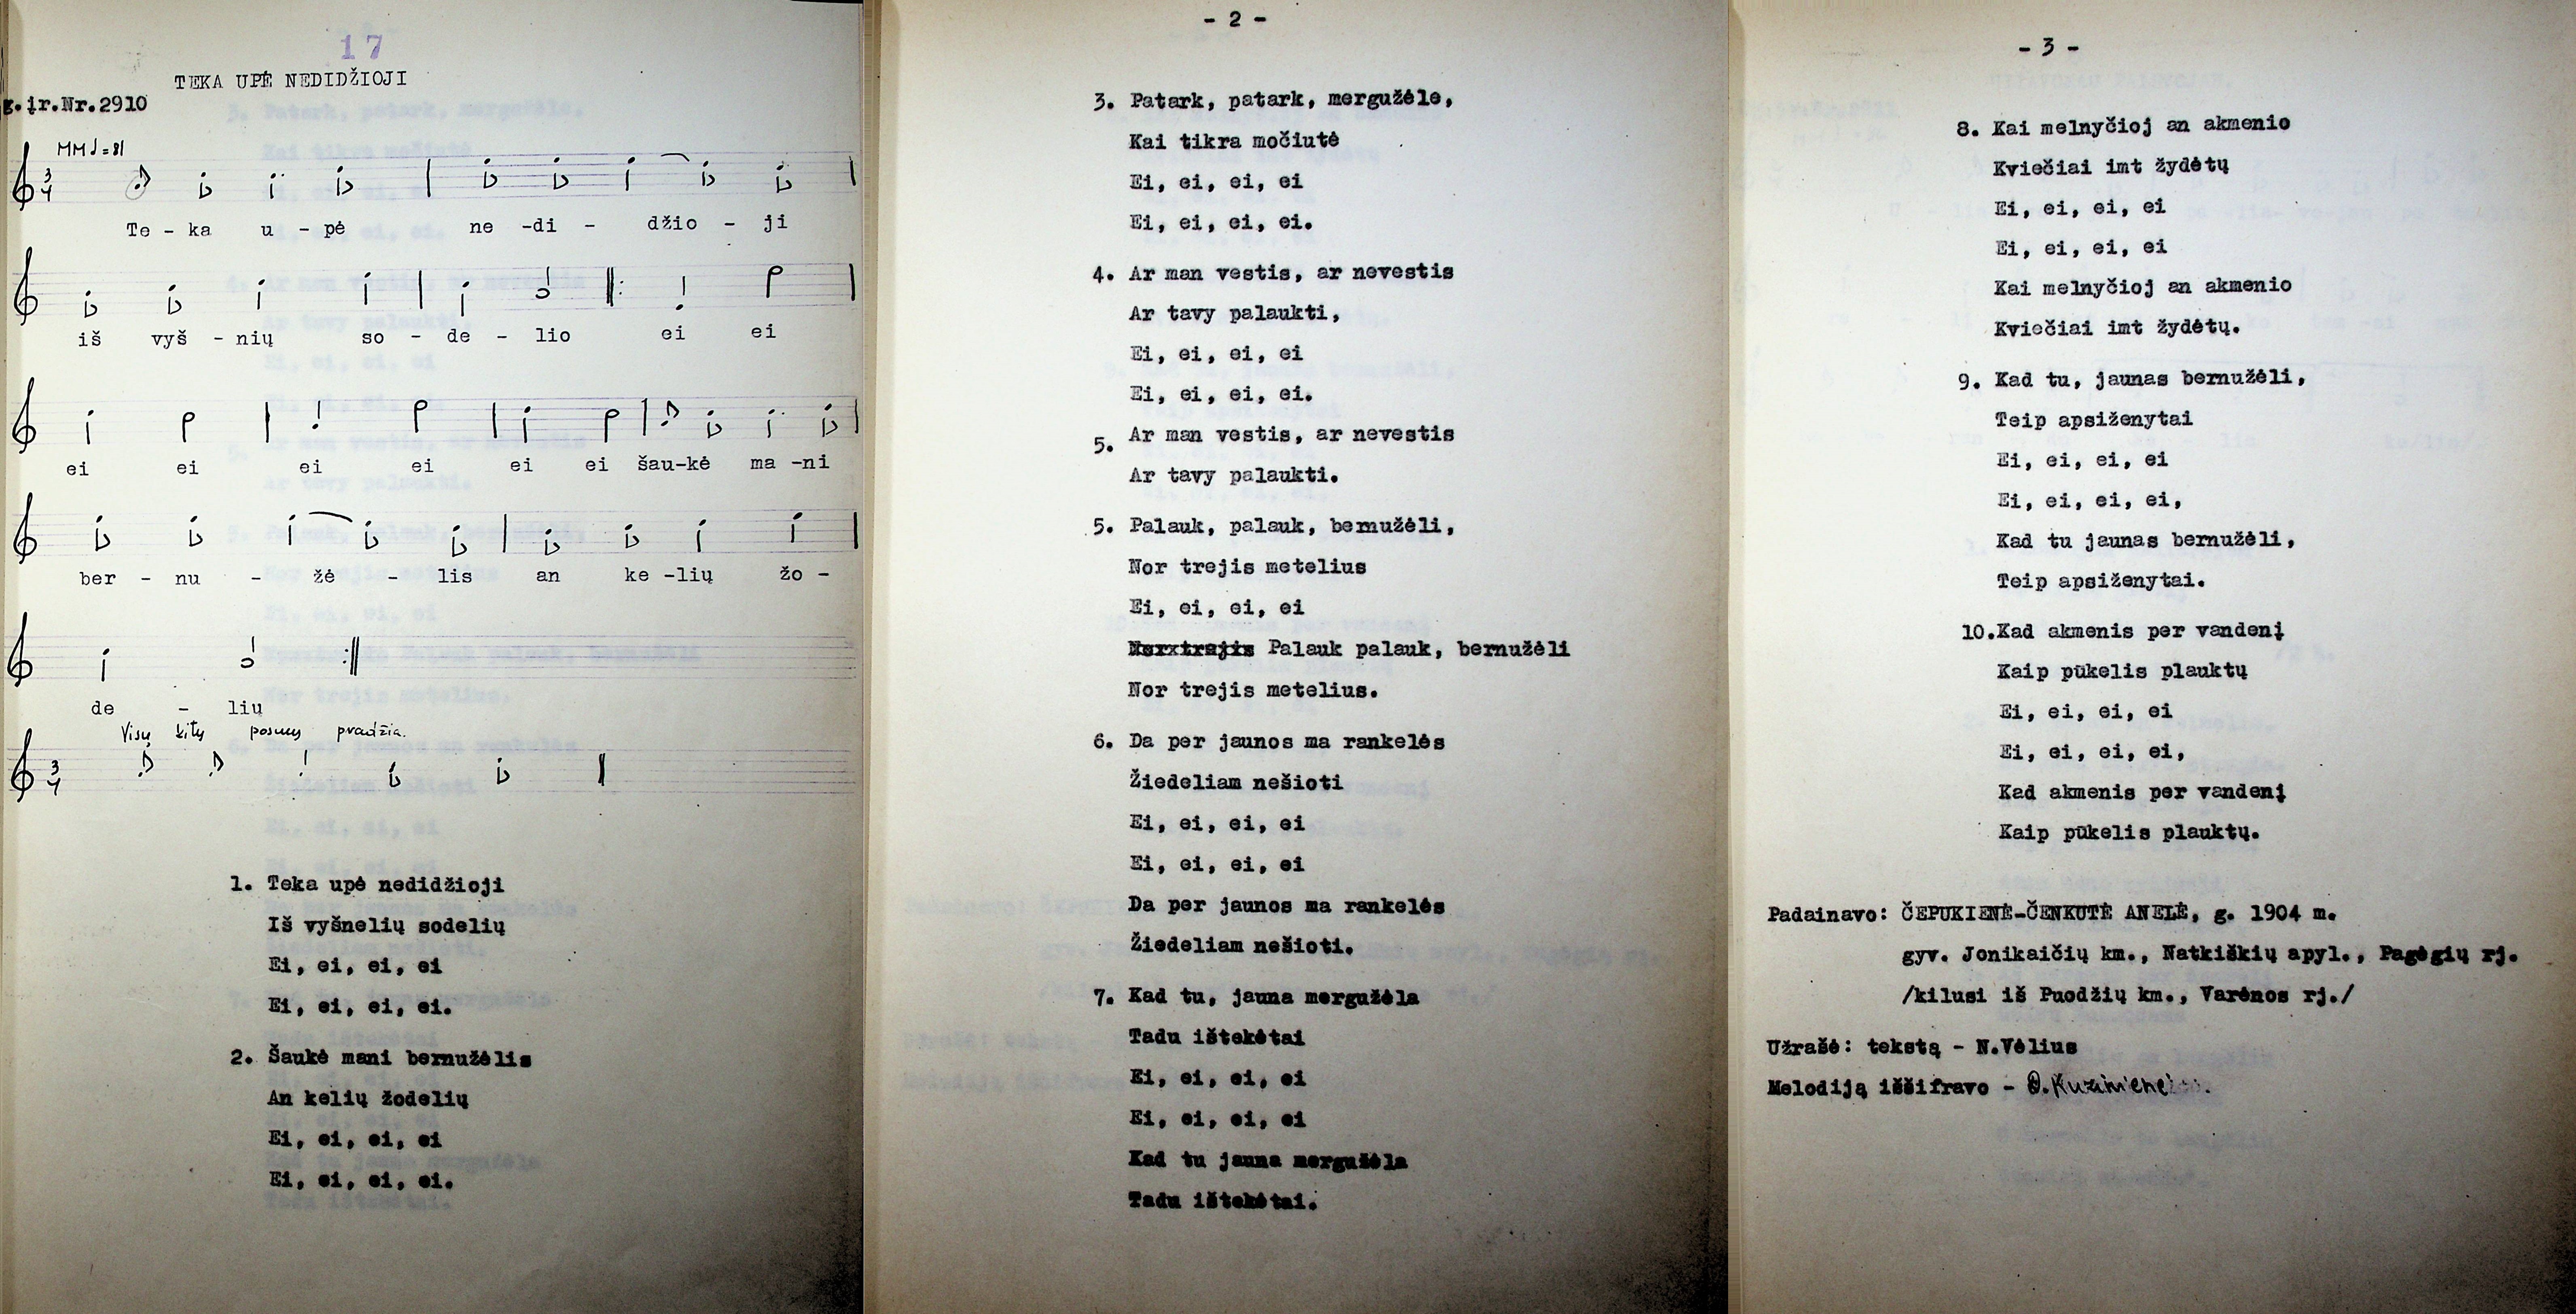 17
TEKA UPĖ NEDIDŽIOJI
g.įr.Nr.2910
MM♩=81
Te - ka u - pė ne -di - džio - ji
iš vyš - nių so - de - lio ei ei
ei ei ei ei ei ei šau-kė ma -ni
ber - nu - žė - lis an ke -lių žo -
de - lių
Visų kitų posmų pradžia.
1. Teka upė nedidžioji
Iš vyšnelių sodelių
Ei, ei, ei, ei
Ei, ei, ei, ei.
2. Šaukė mani bernužėlis
An kelių žodelių
Ei, ei, ei, ei
Ei, ei, ei, ei.
- 2 -
3. Patark, patark, mergužėle,
Kai tikra močiutė
Ei, ei, ei, ei
Ei, ei, ei, ei.
4. Ar man vestis, ar nevestis
Ar tavy palaukti,
Ei, ei, ei, ei
Ei, ei, ei, ei.
5. Ar man vestis, ar nevestis
Ar tavy palaukti.
5. Palauk, palauk, bernužėli,
Nor trejis metelius
Ei, ei, ei, ei
Palauk palauk, bernužėli
Nor trejis metelius.
6. Da per jaunos ma rankelės
Žiedeliam nešioti
Ei, ei, ei, ei
Ei, ei, ei, ei
Da per jaunos ma rankelės
Žiedeliam nešioti.
7. Kad tu, jauna mergužėla
Tadu ištekėtai
Ei, ei, ei, ei
Ei, ei, ei, ei
Kad tu jauna mergužėla
Tadu ištekėtai.
- 3 -
8. Kai melnyčioj an akmenio
Kviečiai imt žydėtų
Ei, ei, ei, ei
Ei, ei, ei, ei
Kai melnyčioj an akmenio
Kviečiai imt žydėtų.
9. Kad tu, jaunas bernužėli,
Teip apsiženytai
Ei, ei, ei, ei
Ei, ei, ei, ei,
Kad tu jaunas bernužėli,
Teip apsiženytai.
10.Kad akmenis per vandenį
Kaip pūkelis plauktų
Ei, ei, ei, ei
Ei, ei, ei, ei,
Kad akmenis per vandenį
Kaip pūkelis plauktų.
Padainavo: ČEPUKIENĖ-ČENKUTĖ ANELĖ, g. 1904 m.
gyv. Jonikaičių km., Natkiškių apyl., Pagėgių rj.
/kilusi iš Puodžių km., Varėnos rj./
Užrašė: tekstą - N.Vėlius
Melodiją iššifravo -